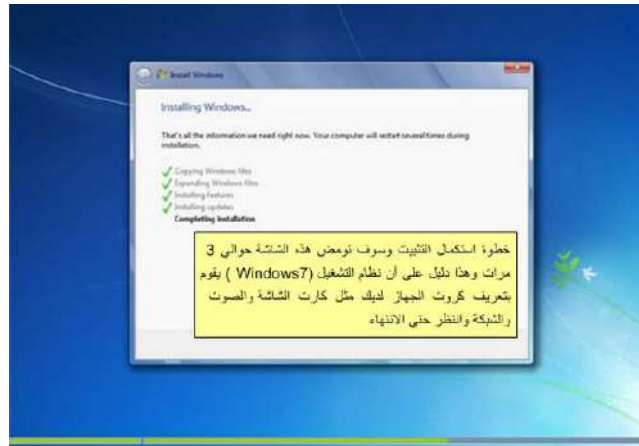 Install Windows
Installing Windows...
That's all the information we need right now. Your computer will restart several times during
installation.
Copying Windows files
Expanding Windows files
Installing features
Installing updates
Completing installation
خطوة استكمال التثبيت وسوف تومض هذه الشاشة حوالي 3
مرات وهذا دليل على أن نظام التشغيل (Windows7 ) يقوم
بتعريف كروت الجهاز لديك مثل كارت الشاشة والصوت
والشبكة وانتظر حتى الانتهاء